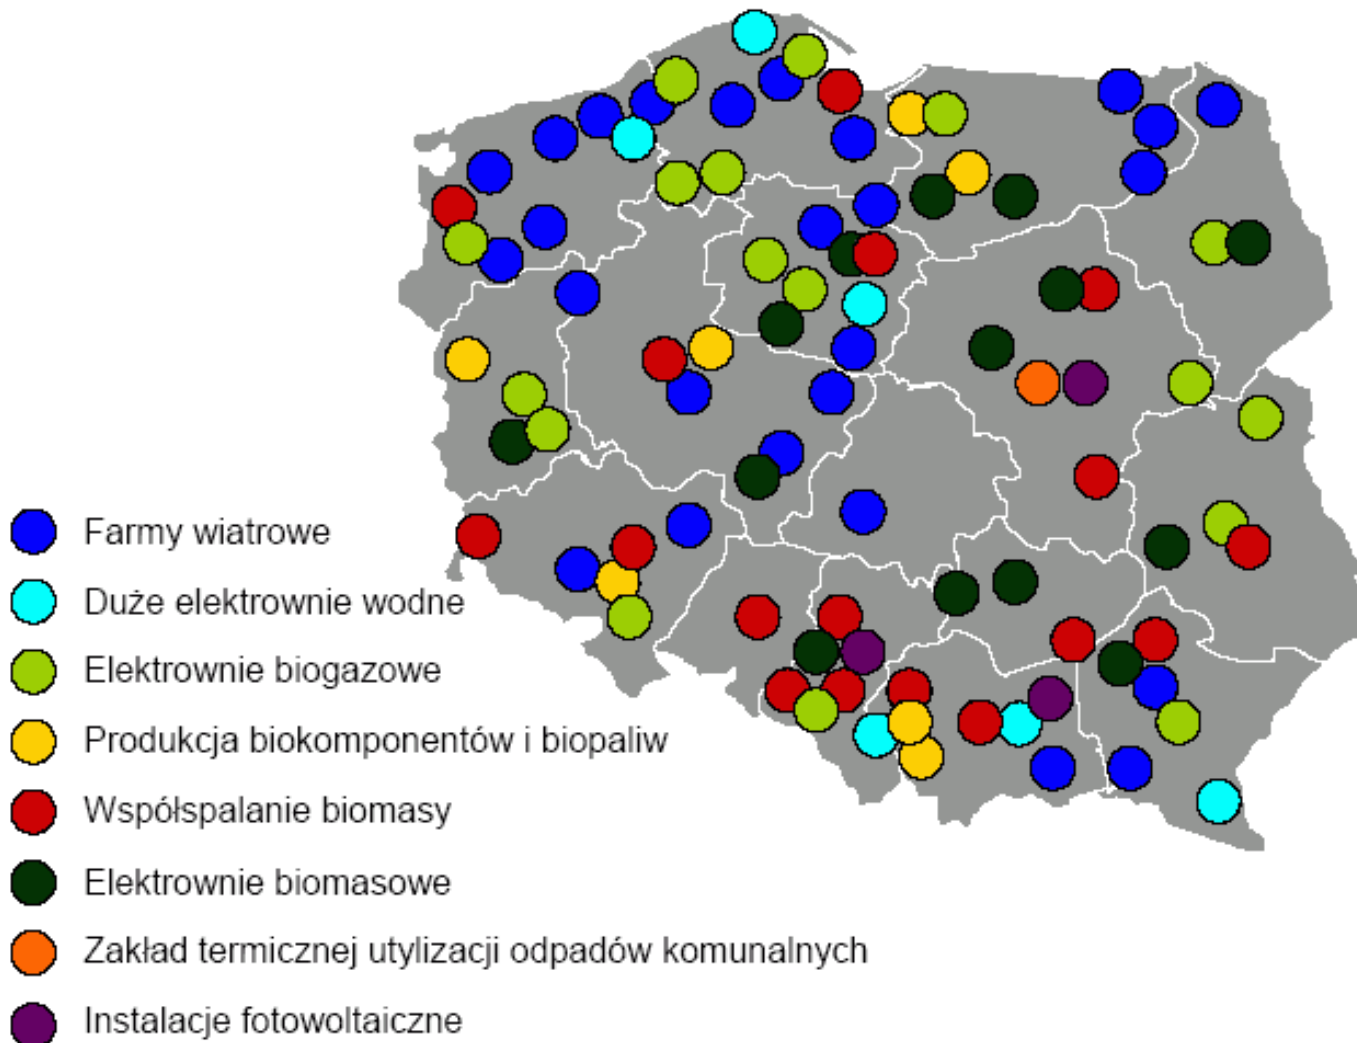 Farmy wiatrowe
Duże elektrownie wodne
Elektrownie biogazowe
Produkcja biokomponentów i biopaliw
Współspalanie biomasy
Elektrownie biomasowe
Zakład termicznej utylizacji odpadów komunalnych
Instalacje fotowoltaiczne